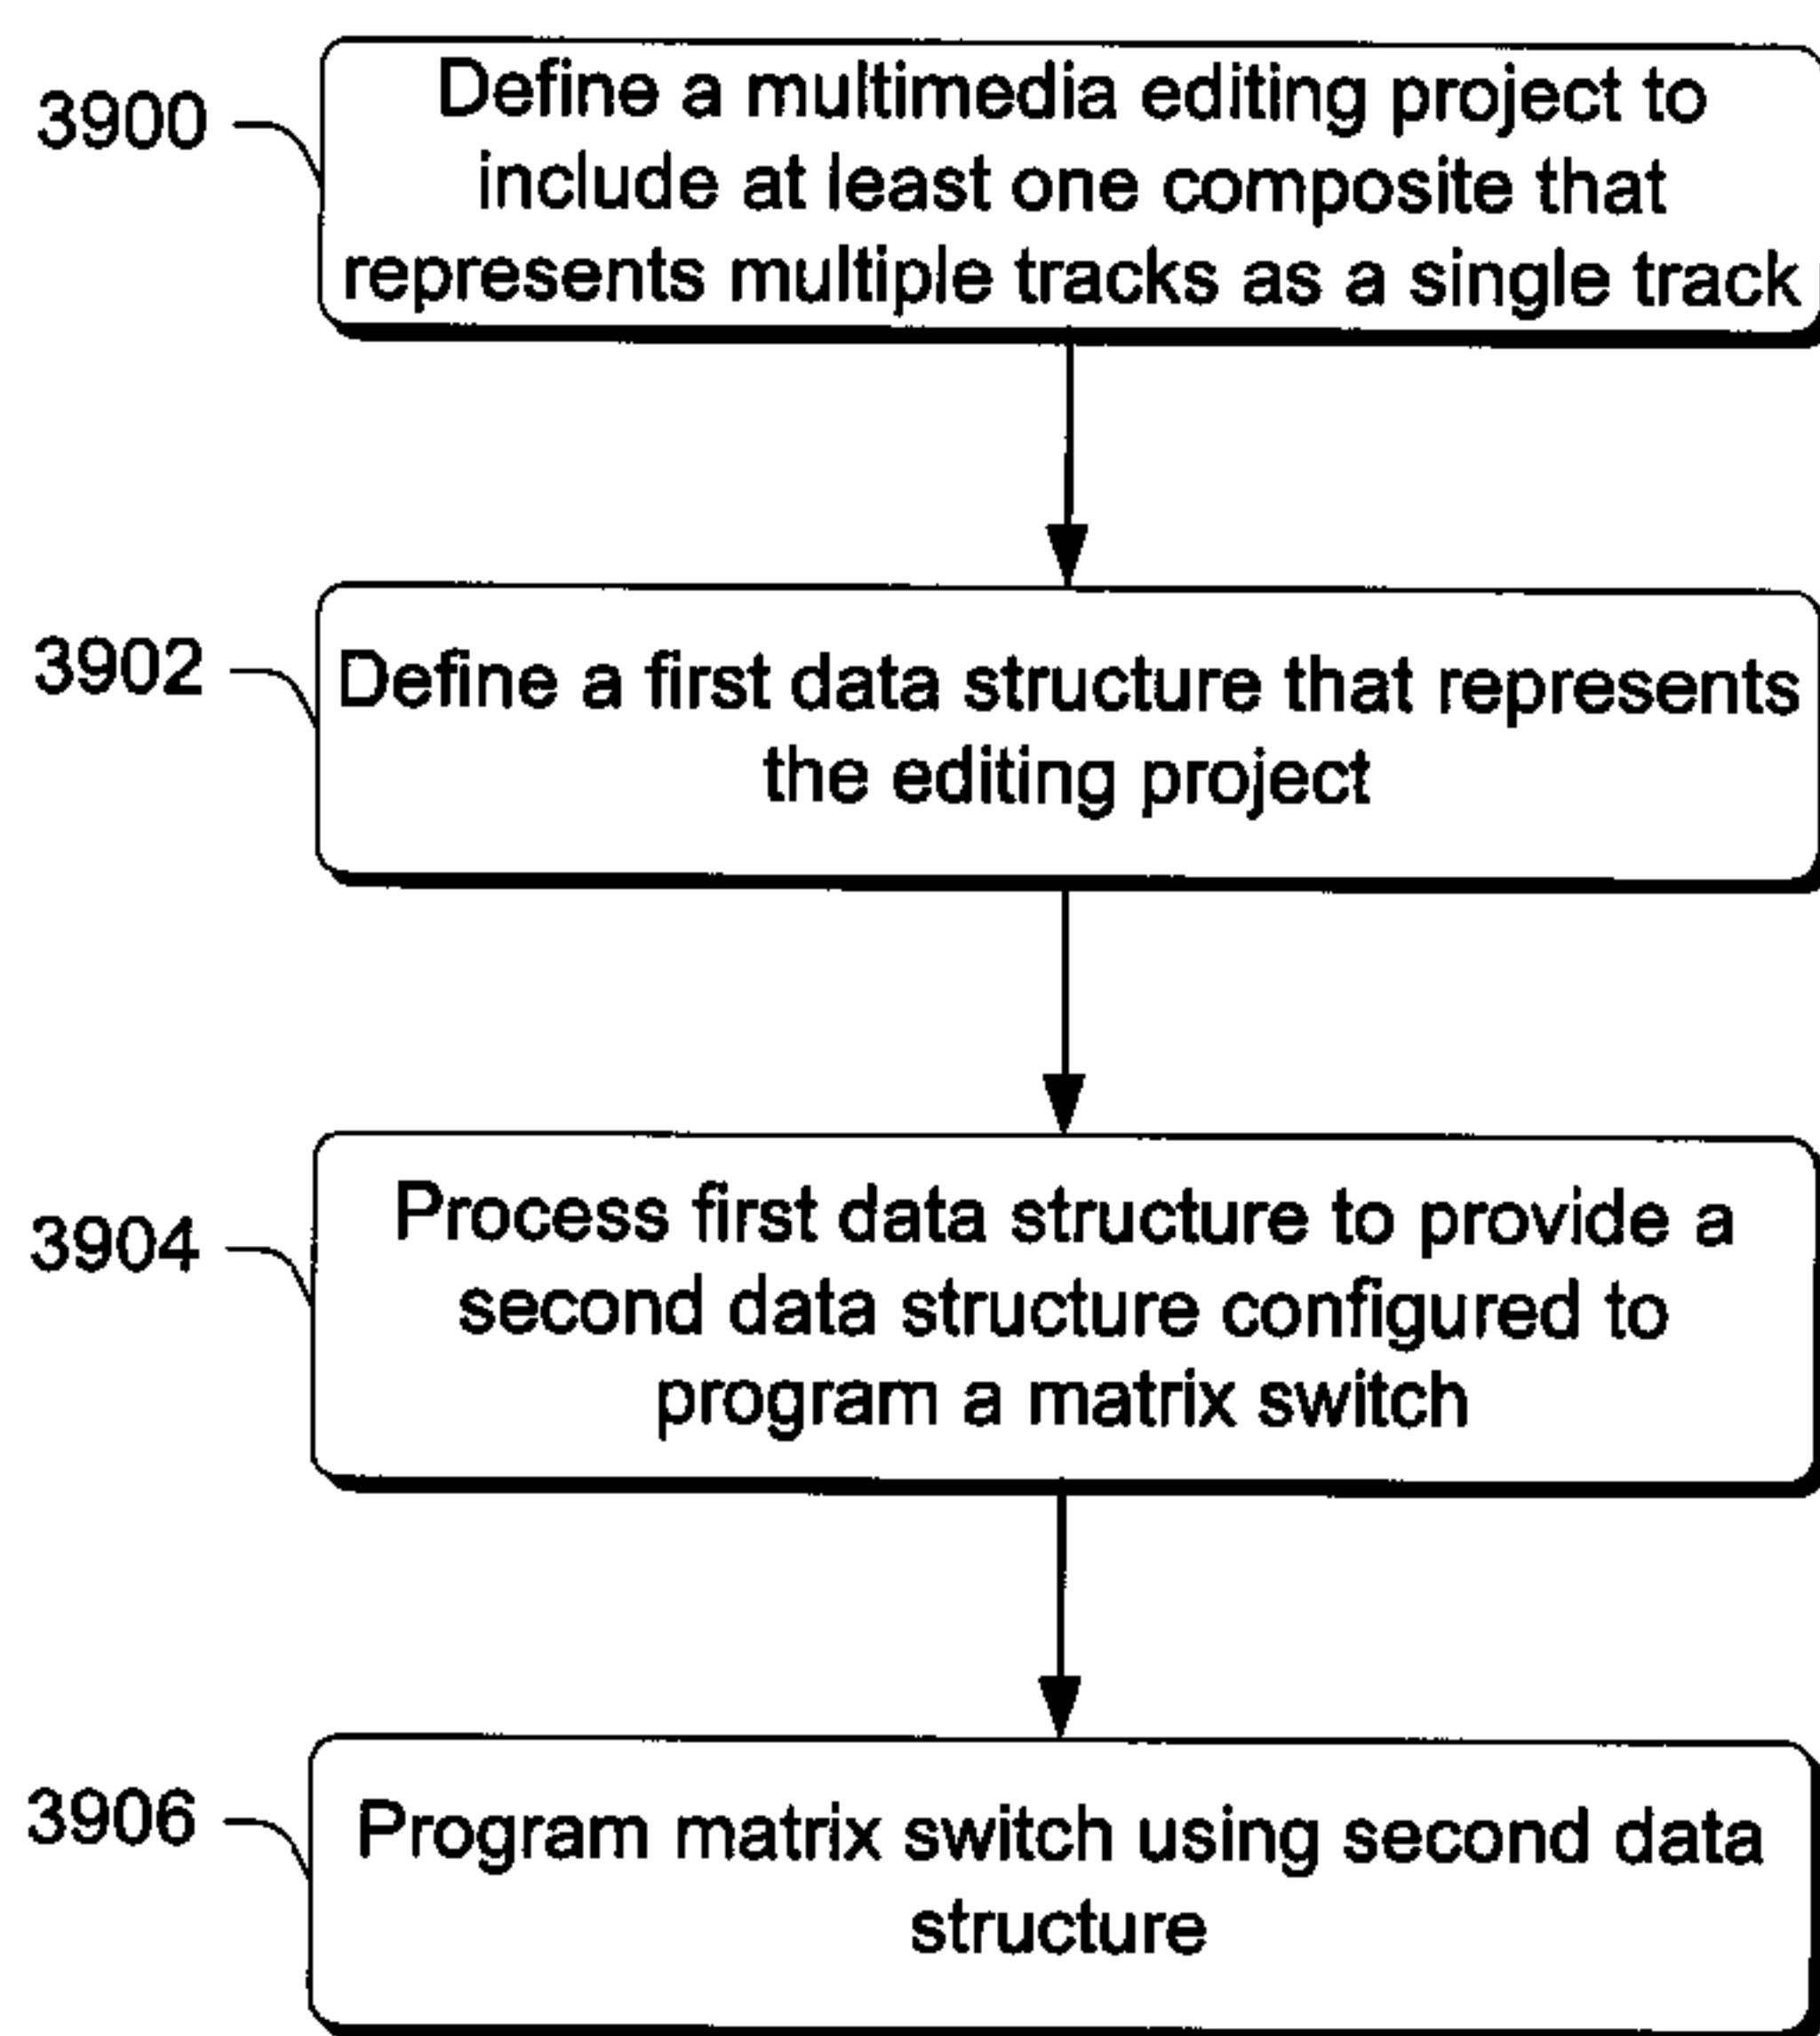 3900
Define a multimedia editing project to
include at least one composite that
represents multiple tracks as a single track
3902
Define a first data structure that represents
the editing project
3904
Process first data structure to provide a
second data structure configured to
program a matrix switch
3906
Program matrix switch using second data
structure